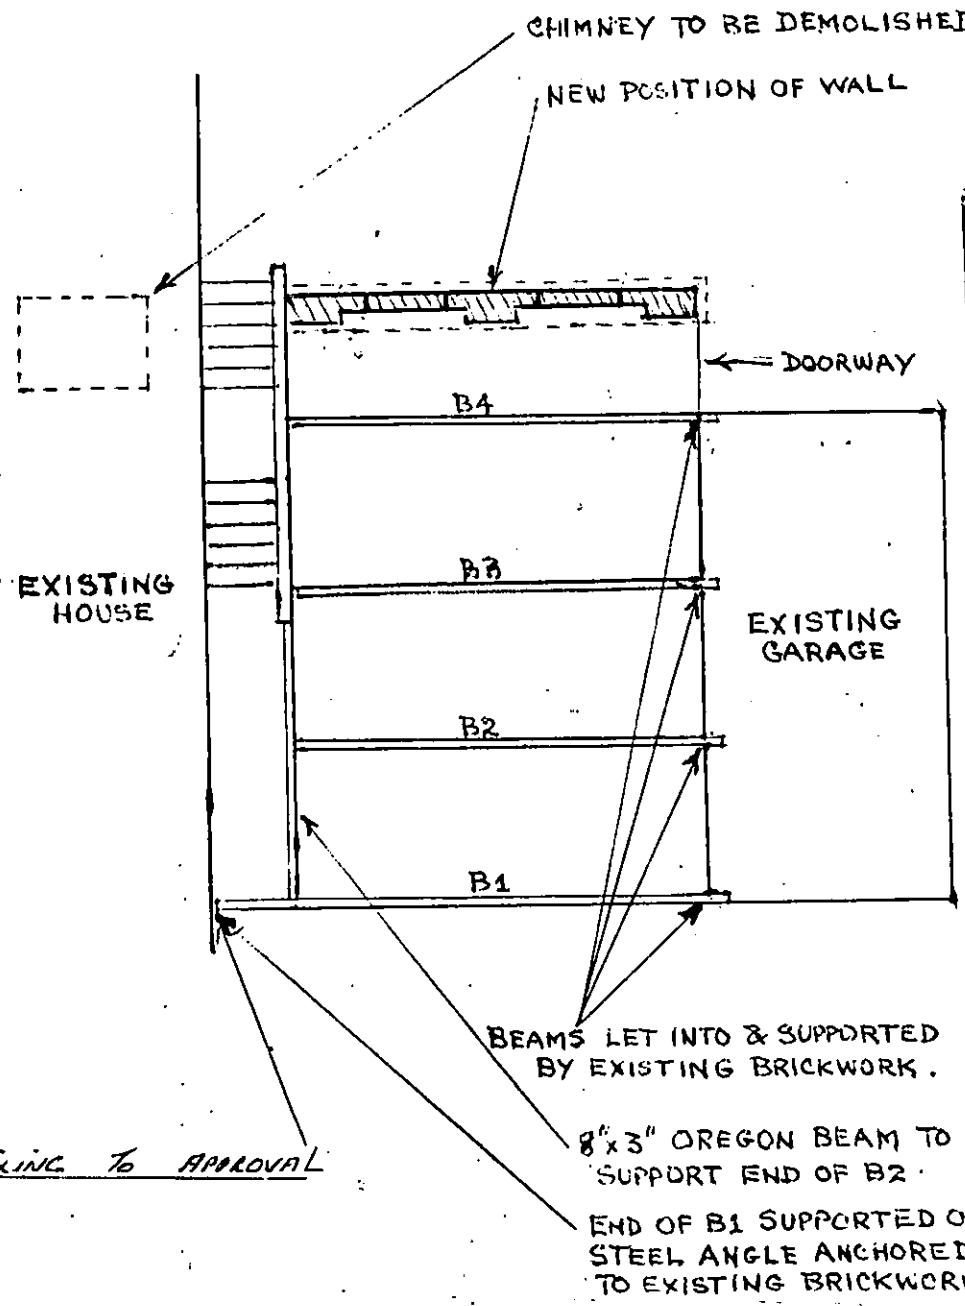 CHIMNEY TO BE DEMOLISHED
NEW POSITION OF WALL
DOORWAY
B4
B3
EXISTING
HOUSE
EXISTING
GARAGE
B2
B1
BEAMS LET INTO & SUPPORTED
BY EXISTING BRICKWORK.
8"x3" OREGON BEAM TO
SUPPORT END OF B2.
TO APPROVAL
END OF B1 SUPPORTED
STEEL ANGLE ANCHORED
TO EXISTING BRICKWORK